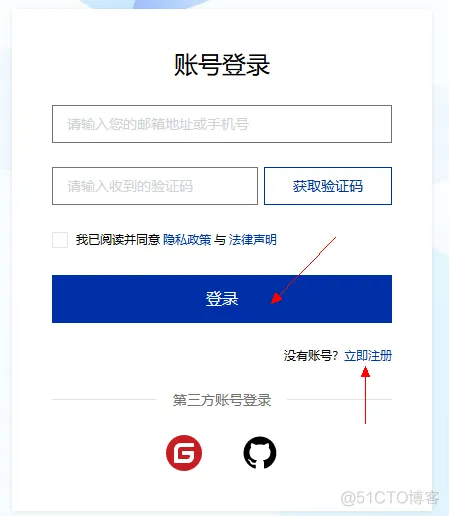 账号登录
请输入您的邮箱地址或手机号
请输入收到的验证码 获取验证码
我已阅读并同意 隐私政策 与 法律声明
登录
没有账号? 立即注册
第三方账号登录
G
@51CTO博客